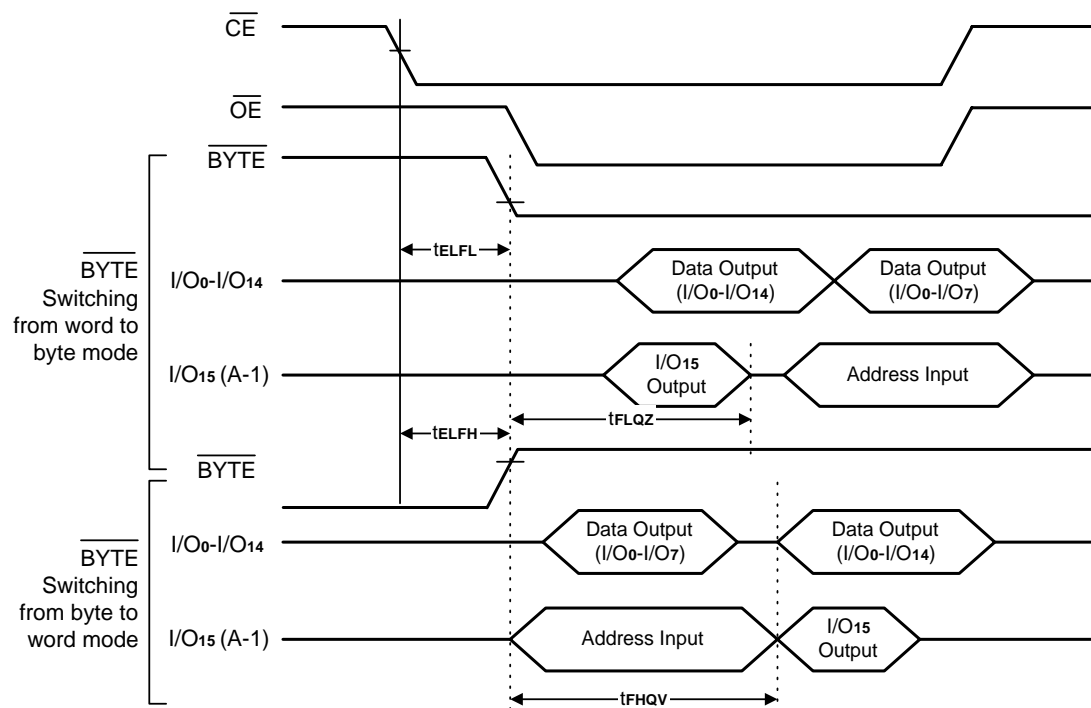 CE
OE
BYTE
tELFL
BYTE
Switching
from word to
byte mode
I/O0-I/O14
Data Output
(I/O0-I/O14)
Data Output
(I/O0-I/O7)
I/O15 (A-1)
I/O15
Output
Address Input
tELFH
tFLQZ
BYTE
BYTE
Switching
from byte to
word mode
I/O0-I/O14
Data Output
(I/O0-I/O7)
Data Output
(I/O0-I/O14)
I/O15 (A-1)
Address Input
I/O15
Output
tFHQV